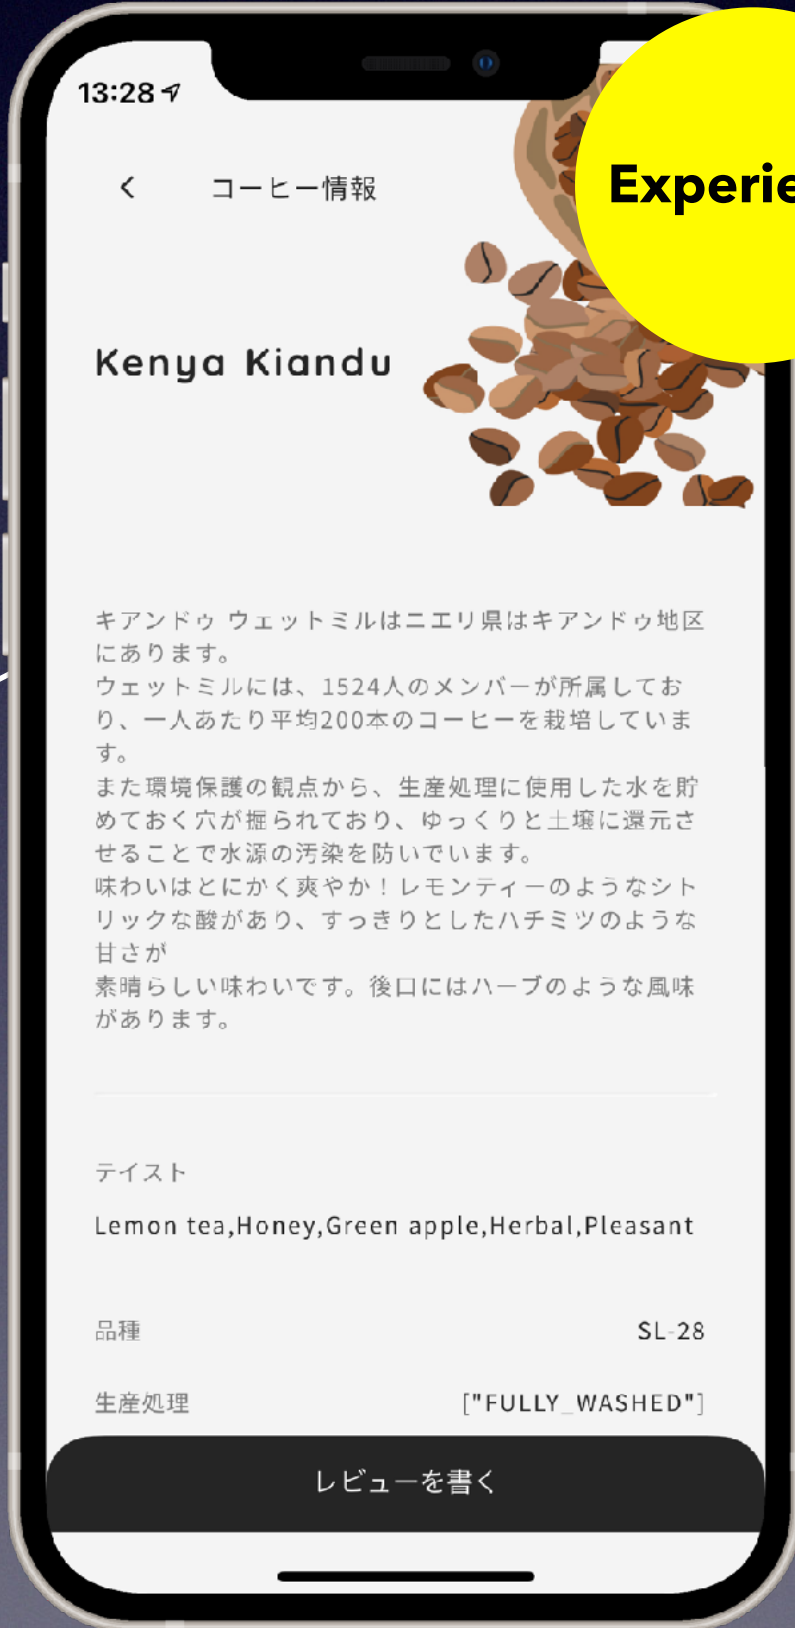 13:28
Experie
コーヒー情報
Kenya Kiandu
キアンドゥ ウェットミルはニエリ県はキアンドゥ地区
にあります。
ウェットミルには、1524人のメンバーが所属してお
り、一人あたり平均200本のコーヒーを栽培していま
す。
また環境保護の観点から、生産処理に使用した水を貯
めておく穴が掘られており、ゆっくりと土壌に還元さ
せることで水源の汚染を防いでいます。
味わいはとにかく爽やか！レモンティーのようなシト
リックな酸があり、すっきりとしたハチミツのような
甘さが
素晴らしい味わいです。後口にはハーブのような風味
があります。
テイスト
Lemon tea,Honey,Green apple,Herbal,Pleasant
品種 SL-28
生産処理 ["FULLY_WASHED"]
レビューを書く